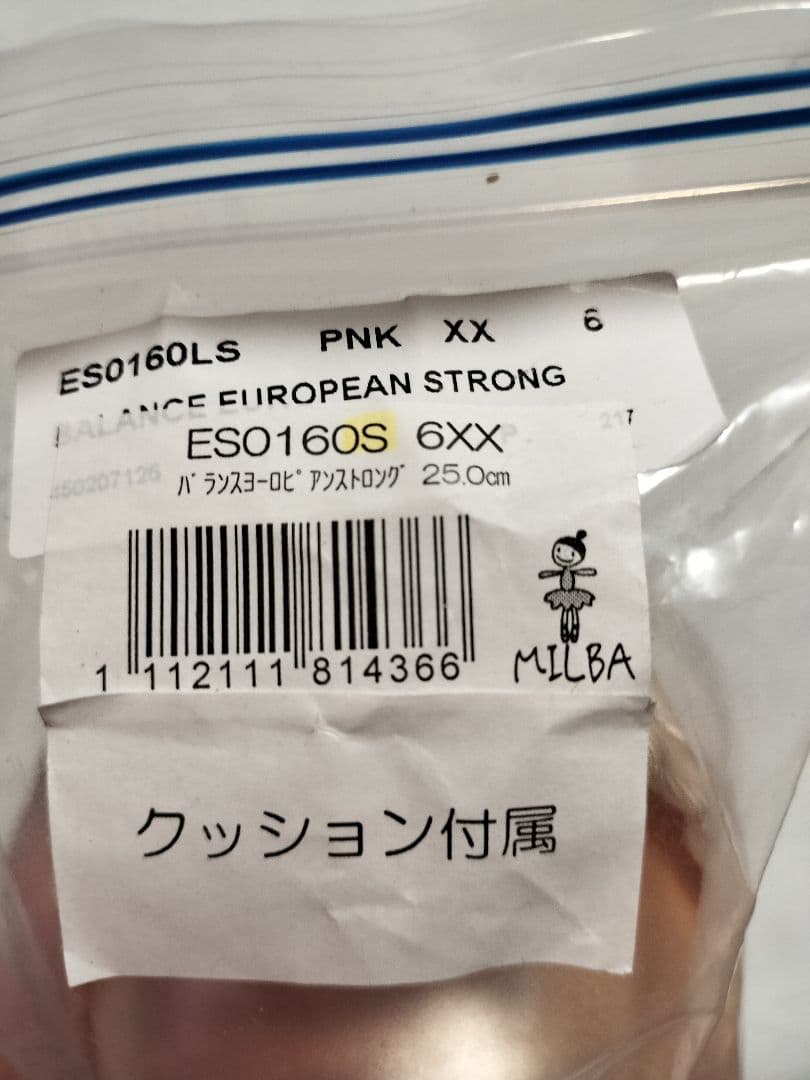 ES0160LS PNK XX 6
BALANCE EUROPEAN STRONG
ES0160S 6XX
217
ﾊﾞﾗﾝｽﾖｰﾛﾋﾟｱﾝｽﾄﾛﾝｸﾞ 25.0cm
1 112111 814366
MILBA
クッション付属